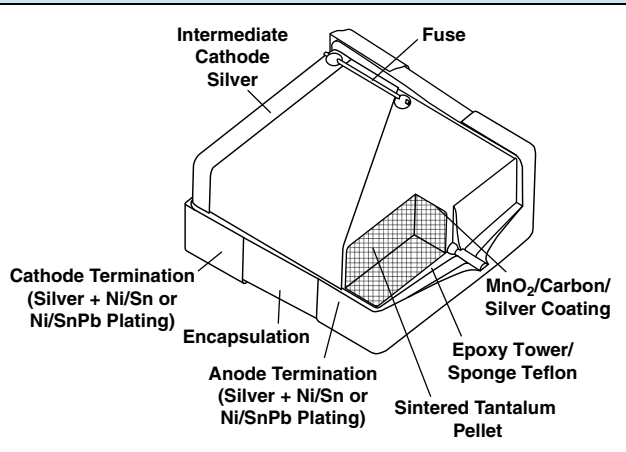 Intermediate
Cathode
Silver
Fuse
Cathode Termination
(Silver + Ni/Sn or
Ni/SnPb Plating)
Encapsulation
Anode Termination
(Silver + Ni/Sn or
Ni/SnPb Plating)
MnO2/Carbon/
Silver Coating
Epoxy Tower/
Sponge Teflon
Sintered Tantalum
Pellet